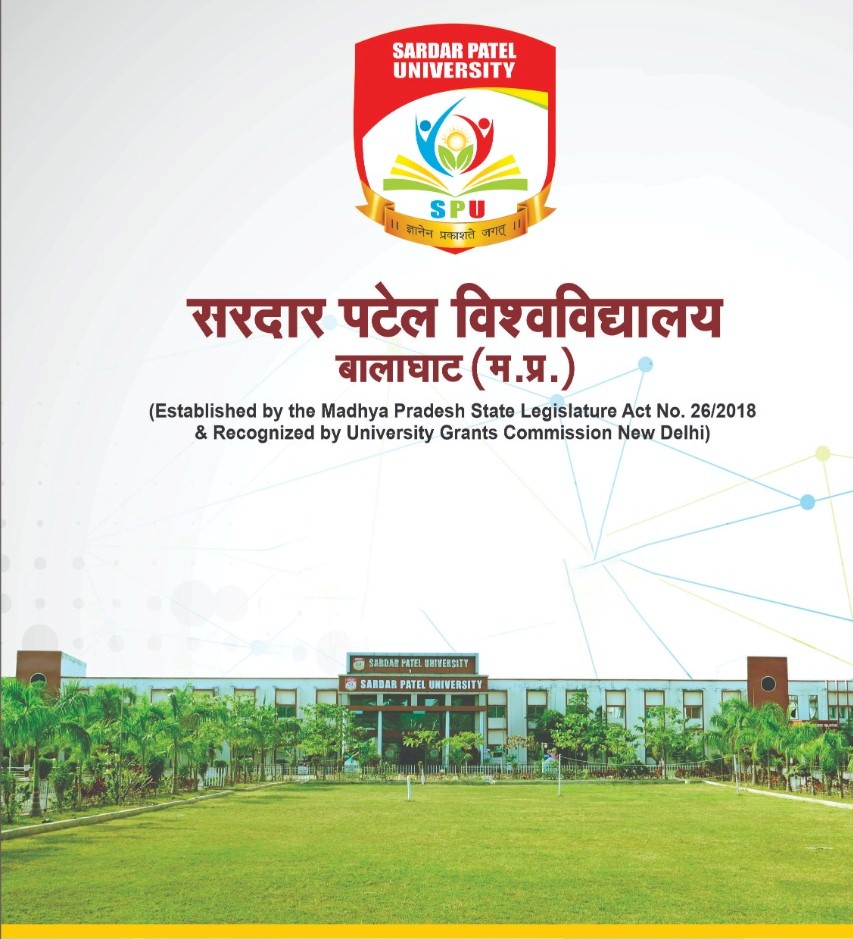 SARDAR PATEL
UNIVERSITY
SPU
॥ ज्ञानेन प्रकाशते जगत् ॥
सरदार पटेल विश्वविद्यालय
बालाघाट (म.प्र.)
(Established by the Madhya Pradesh State Legislature Act No. 26/2018
& Recognized by University Grants Commission New Delhi)
SARDAR PATEL UNIVERSITY
SARDAR PATEL UNIVERSITY